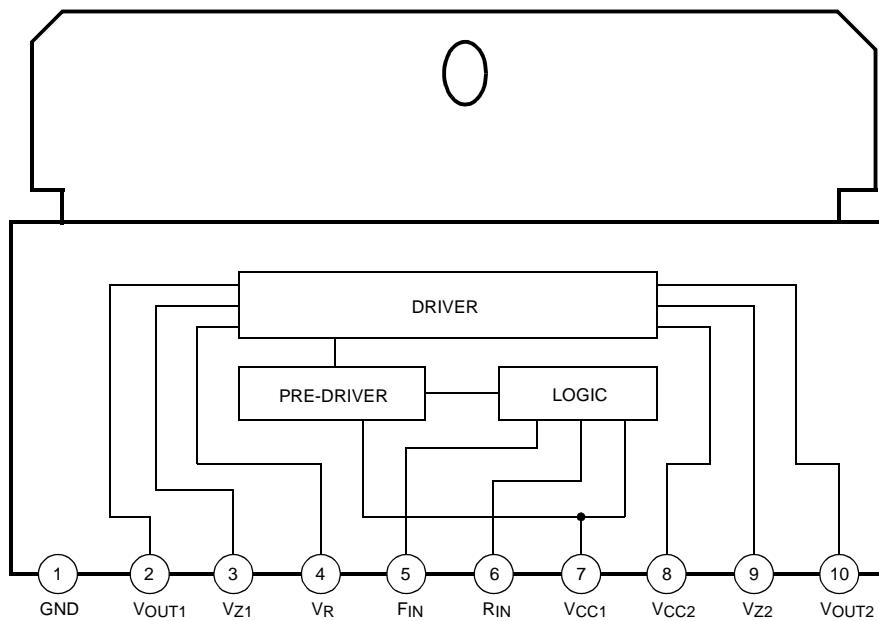 DRIVER
PRE-DRIVER LOGIC
1 2 3 4 5 6 7 8 9 10
GND VOUT1 VZ1 VR FIN RIN VCC1 VCC2 VZ2 VOUT2